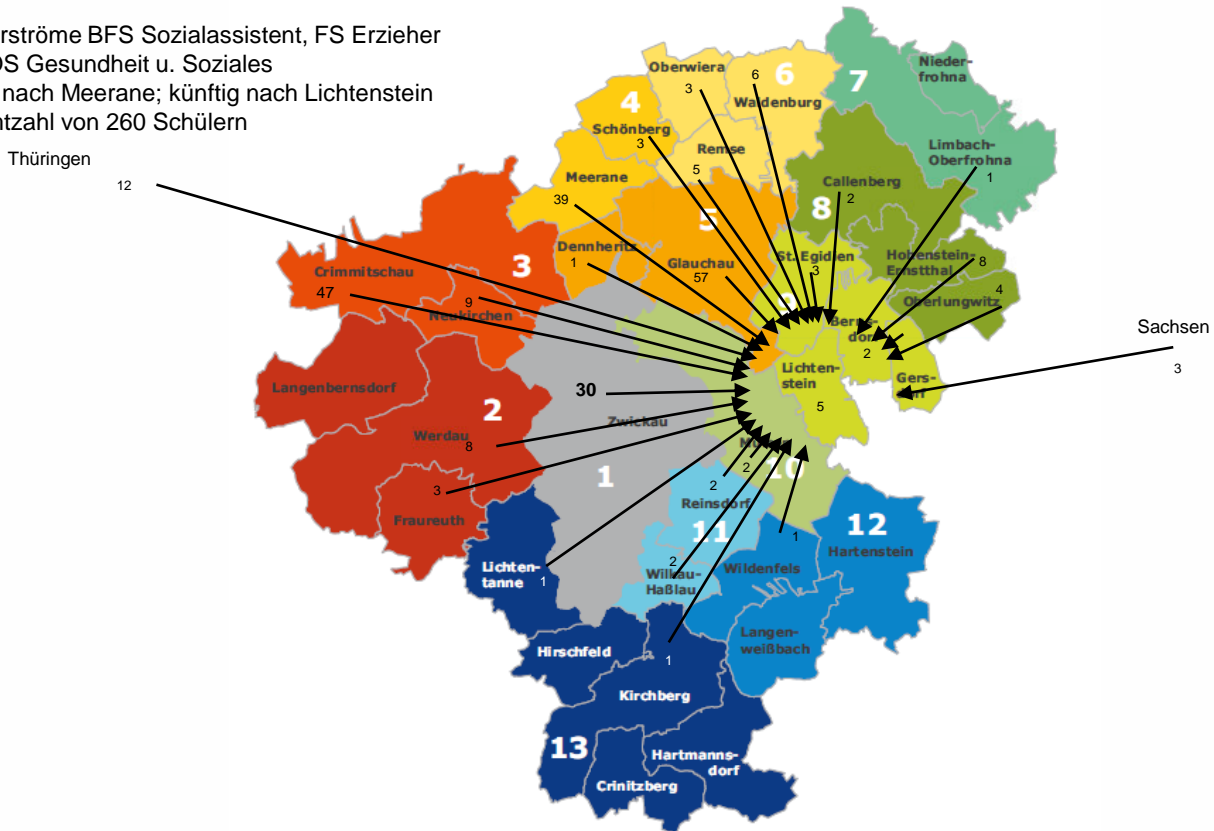 rströme BFS Sozialassistent, FS Erzieher
OS Gesundheit u. Soziales
nach Meerane; künftig nach Lichtenstein
ntzahl von 260 Schülern
Thüringen
12
Oberwiera
3
6
6
Waldenburg
7
Nieder-
frohna
4
Schönberg
3
Remse
5
Limbach-
Oberfrohna
1
Meerane
39
Callenberg
2
8
5
Dennheritz
1
Glauchau
57
St. Egidien
3
Hohenstein-
Ernstthal
8
4
Oberlungwitz
3
Crimmitschau
47
9
Neukirchen
9
Berns-
dorf
2
Sachsen
3
Gers-
dorf
Lichten-
stein
5
Langenbernsdorf
30
Zwickau
2
Werdau
8
3
Fraureuth
1
2
2
10
Reinsdorf
11
2
Wilkau-
Haßlau
1
Wildenfels
12
Hartenstein
Lichten-
tanne
1
Langen-
weißbach
Hirschfeld
1
Kirchberg
13
Hartmanns-
dorf
Crinitzberg